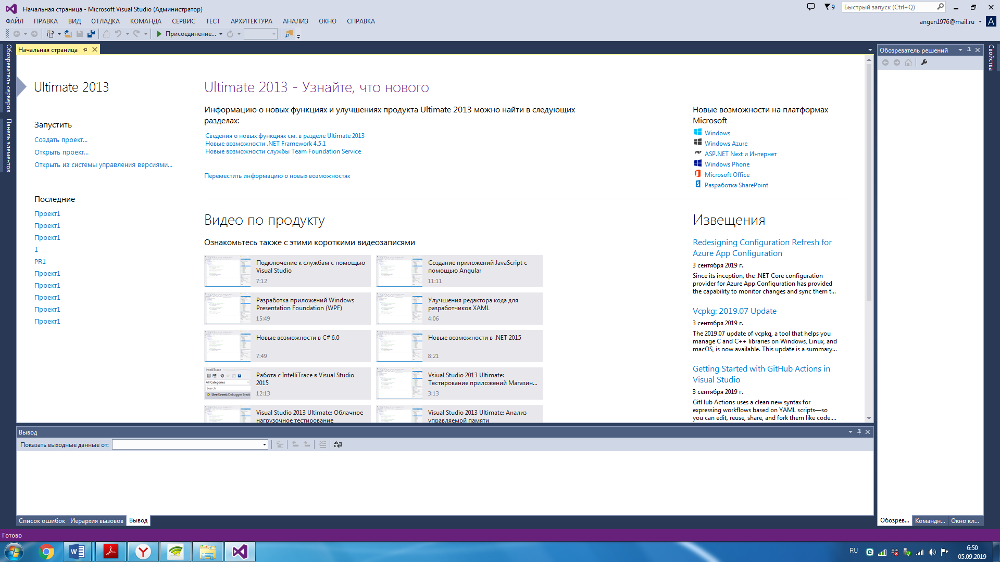 Начальная страница - Microsoft Visual Studio (Администратор)
9
Быстрый запуск (Ctrl+Q)
ФАЙЛ ПРАВКА ВИД ОТЛАДКА КОМАНДА СЕРВИС ТЕСТ АРХИТЕКТУРА АНАЛИЗ ОКНО СПРАВКА
angen1976@mail.ru
A
Присоединение...
Обозреватель серверов
Панель элементов
Начальная страница
Ultimate 2013
Запустить
Создать проект...
Открыть проект...
Открыть из системы управления версиями...
Последние
Проект1
Проект1
Проект1
1
PR1
Проект1
Проект1
Проект1
Проект1
Проект1
Ultimate 2013 - Узнайте, что нового
Информацию о новых функциях и улучшениях продукта Ultimate 2013 можно найти в следующих
разделах:
Сведения о новых функциях см. в разделе Ultimate 2013
Новые возможности .NET Framework 4.5.1
Новые возможности службы Team Foundation Service
Переместить информацию о новых возможностях
Новые возможности на платформах
Microsoft
Windows
Windows Azure
ASP.NET Next и Интернет
Windows Phone
Microsoft Office
Разработка SharePoint
Видео по продукту
Ознакомьтесь также с этими короткими видеозаписями
Подключение к службам с помощью
Visual Studio
7:12
Создание приложений JavaScript с
помощью Angular
11:11
Разработка приложений Windows
Presentation Foundation (WPF)
15:49
Улучшения редактора кода для
разработчиков XAML
4:06
Новые возможности в C# 6.0
7:49
Новые возможности в .NET 2015
8:21
IntelliTrace
All Categories
Search
Live Event: Debugger Break
Работа с IntelliTrace в Visual Studio
2015
12:13
Vsiual Studio 2013 Ultimate:
Тестирование приложений Магазин...
3:13
Visual Studio 2013 Ultimate: Облачное
нагрузочное тестирование
Visual Studio 2013 Ultimate: Анализ
управляемой памяти
Извещения
Redesigning Configuration Refresh for
Azure App Configuration
3 сентября 2019 г.
Since its inception, the .NET Core configuration
provider for Azure App Configuration has provided
the capability to monitor changes and sync them t...
Vcpkg: 2019.07 Update
3 сентября 2019 г.
The 2019.07 update of vcpkg, a tool that helps you
manage C and C++ libraries on Windows, Linux, and
macOS, is now available. This update is a summary...
Getting Started with GitHub Actions in
Visual Studio
3 сентября 2019 г.
GitHub Actions uses a clean new syntax for
expressing workflows based on YAML scripts—so
you can edit, reuse, share, and fork them like code....
Обозреватель решений
Свойства
Вывод
Показать выходные данные от:
Список ошибок Иерархия вызовов Вывод
Обозрев... Командн... Окно кл...
Готово
RU
6:50
05.09.2019